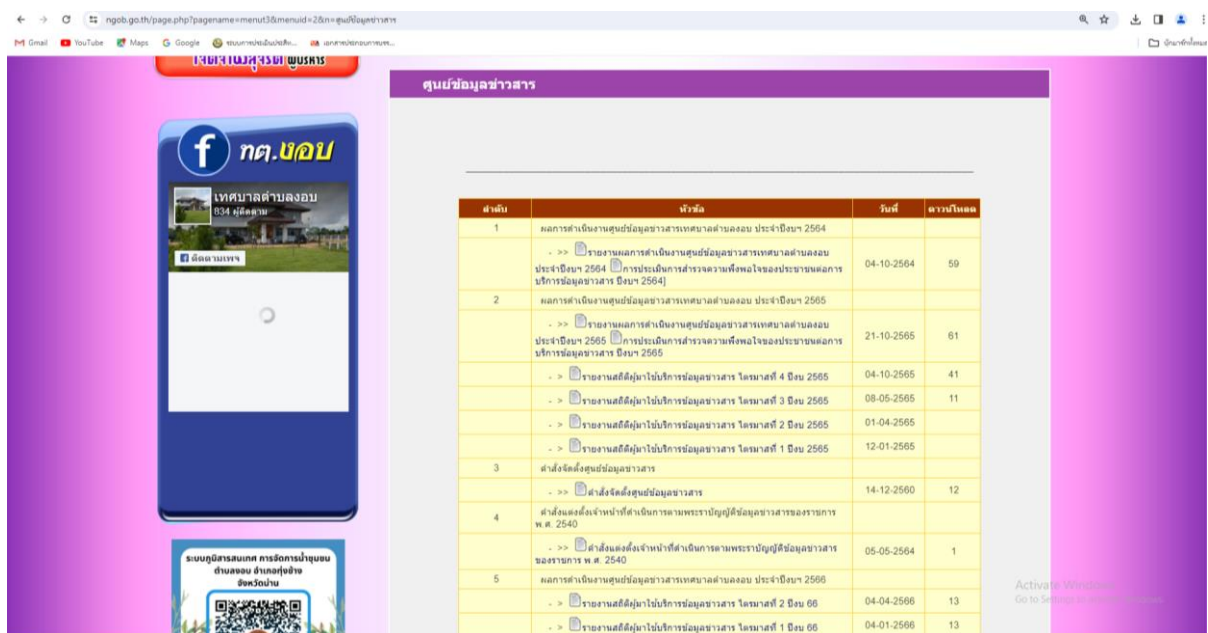 ngob.go.th/page.php?pagename=menut3&menuid=2&n=ศูนย์ข้อมูลข่าวสาร
Gmail YouTube Maps Google
ผู้บริหาร
ศูนย์ข้อมูลข่าวสาร
ทต.งอบ
เทศบาลตำบลงอบ
834 ผู้ติดตาม
ติดตามเพจ
ลำดับ หัวข้อ วันที่ ดาวน์โหลด
1 ผลการดำเนินงานศูนย์ข้อมูลข่าวสารเทศบาลตำบลงอบ ประจำปีงบฯ 2564
- >> รายงานผลการดำเนินงานศูนย์ข้อมูลข่าวสารเทศบาลตำบลงอบ
ประจำปีงบฯ 2564 การประเมินการสำรวจความพึงพอใจของประชาชนต่อการ 04-10-2564 59
บริการข้อมูลข่าวสาร ปีงบฯ 2564]
2 ผลการดำเนินงานศูนย์ข้อมูลข่าวสารเทศบาลตำบลงอบ ประจำปีงบฯ 2565
- >> รายงานผลการดำเนินงานศูนย์ข้อมูลข่าวสารเทศบาลตำบลงอบ
ประจำปีงบฯ 2565 การประเมินการสำรวจความพึงพอใจของประชาชนต่อการ 21-10-2565 61
บริการข้อมูลข่าวสาร ปีงบฯ 2565
- > รายงานสถิติผู้มาใช้บริการข้อมูลข่าวสาร ไตรมาสที่ 4 ปีงบ 2565 04-10-2565 41
- > รายงานสถิติผู้มาใช้บริการข้อมูลข่าวสาร ไตรมาสที่ 3 ปีงบ 2565 08-05-2565 11
- > รายงานสถิติผู้มาใช้บริการข้อมูลข่าวสาร ไตรมาสที่ 2 ปีงบ 2565 01-04-2565
- > รายงานสถิติผู้มาใช้บริการข้อมูลข่าวสาร ไตรมาสที่ 1 ปีงบ 2565 12-01-2565
3 คำสั่งจัดตั้งศูนย์ข้อมูลข่าวสาร
- >> คำสั่งจัดตั้งศูนย์ข้อมูลข่าวสาร 14-12-2560 12
4 คำสั่งแต่งตั้งเจ้าหน้าที่ดำเนินการตามพระราบัญญัติข้อมูลข่าวสารของราชการ
พ.ศ. 2540
- >> คำสั่งแต่งตั้งเจ้าหน้าที่ดำเนินการตามพระราบัญญัติข้อมูลข่าวสาร
ของราชการ พ.ศ. 2540 05-05-2564 1
5 ผลการดำเนินงานศูนย์ข้อมูลข่าวสารเทศบาลตำบลงอบ ประจำปีงบฯ 2566
- > รายงานสถิติผู้มาใช้บริการข้อมูลข่าวสาร ไตรมาสที่ 2 ปีงบ 66 04-04-2566 13
- > รายงานสถิติผู้มาใช้บริการข้อมูลข่าวสาร ไตรมาสที่ 1 ปีงบ 66 04-01-2566 13
ระบบภูมิสารสนเทศ การจัดการน้ำชุมชน
ตำบลงอบ อำเภอทุ่งช้าง
จังหวัดน่าน
Activate Windows
Go to Settings to